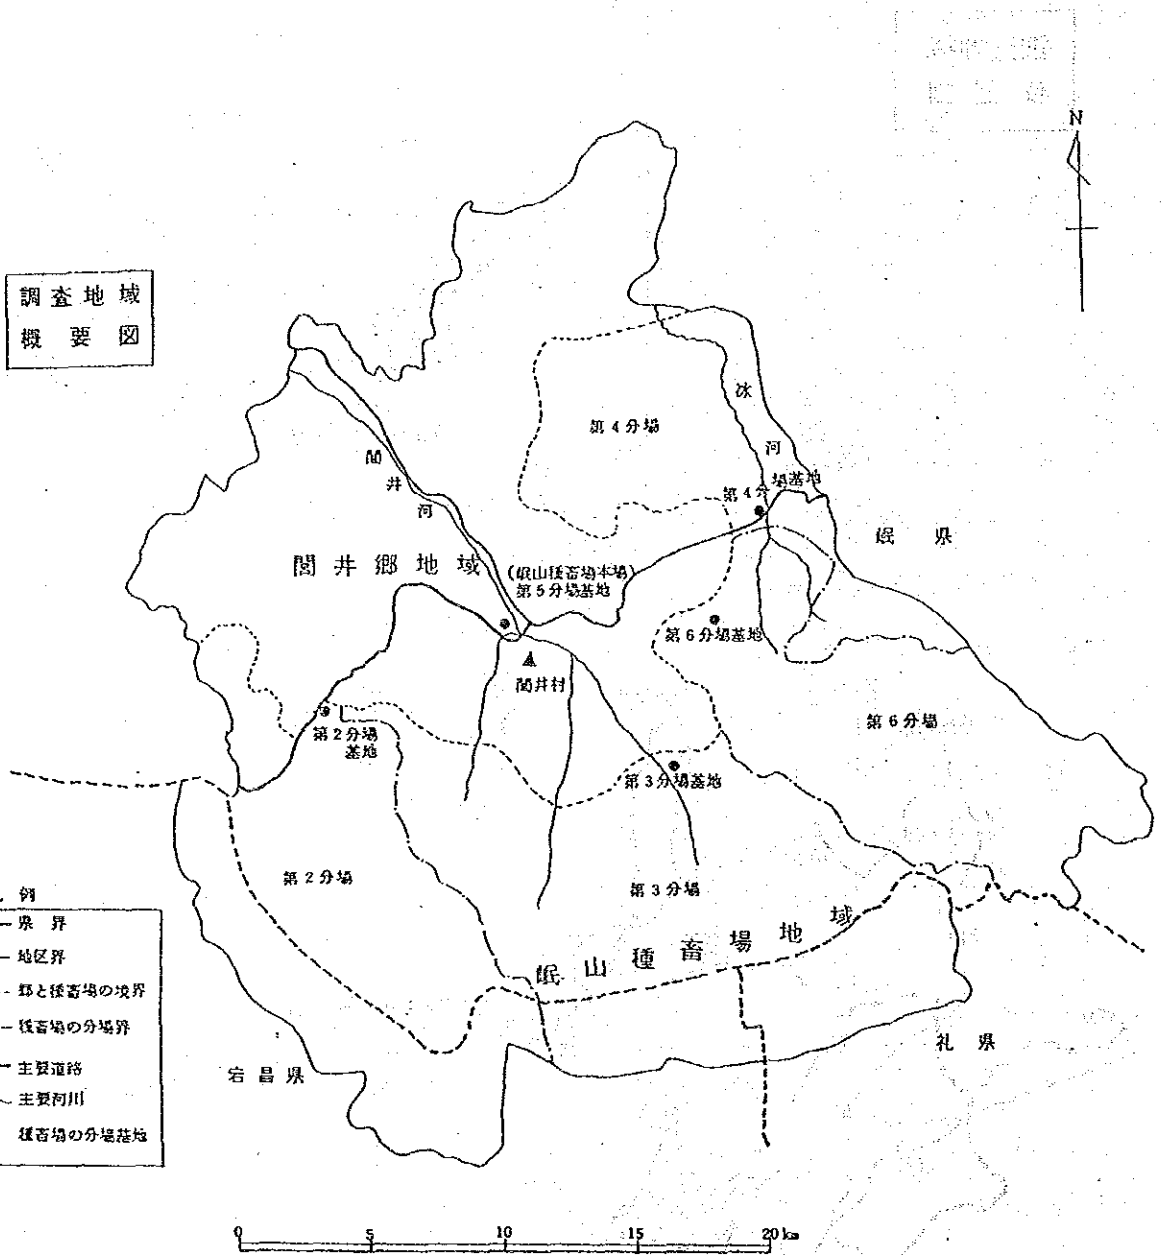 N
調査地域
概要図
冰
河
第4分場
第4分場基地
岷県
閭井河
閭井郷地域
(岷山種畜場本場)
第5分場基地
第6分場基地
閭井村
第6分場
第2分場
基地
第3分場基地
第2分場
第3分場
岷山種畜場地域
宕昌県
礼県
例
県界
地区界
郷と種畜場の境界
種畜場の分場界
主要道路
主要河川
種畜場の分場基地
0 5 10 15 20km